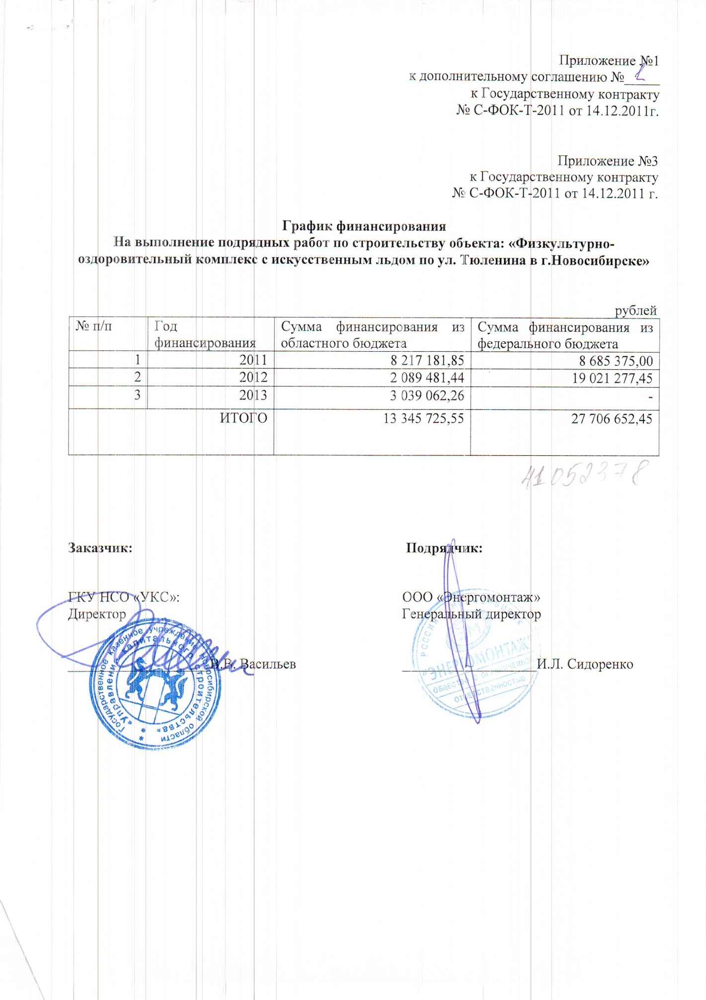 Приложение №1
к дополнительному соглашению № 1
к Государственному контракту
№ С-ФОК-Т-2011 от 14.12.2011г.
Приложение №3
к Государственному контракту
№ С-ФОК-Т-2011 от 14.12.2011 г.
График финансирования
На выполнение подрядных работ по строительству объекта: «Физкультурно-
оздоровительный комплекс с искусственным льдом по ул. Тюленина в г.Новосибирске»
рублей
№ п/п Год финансирования Сумма финансирования из областного бюджета Сумма финансирования из федерального бюджета
1 2011 8 217 181,85 8 685 375,00
2 2012 2 089 481,44 19 021 277,45
3 2013 3 039 062,26 -
ИТОГО 13 345 725,55 27 706 652,45
41052378
Заказчик: Подрядчик:
ГКУ НСО «УКС»: ООО «Энергомонтаж»
Директор Генеральный директор
В.В. Васильев И.Л. Сидоренко
Государственное казенное учреждение Новосибирской области
«Управление капитального строительства»
РОССИЯ НОВОСИБИРСК
"ЭНЕРГОМОНТАЖ"
ОБЩЕСТВО С ОГРАНИЧЕННОЙ
ОТВЕТСТВЕННОСТЬЮ